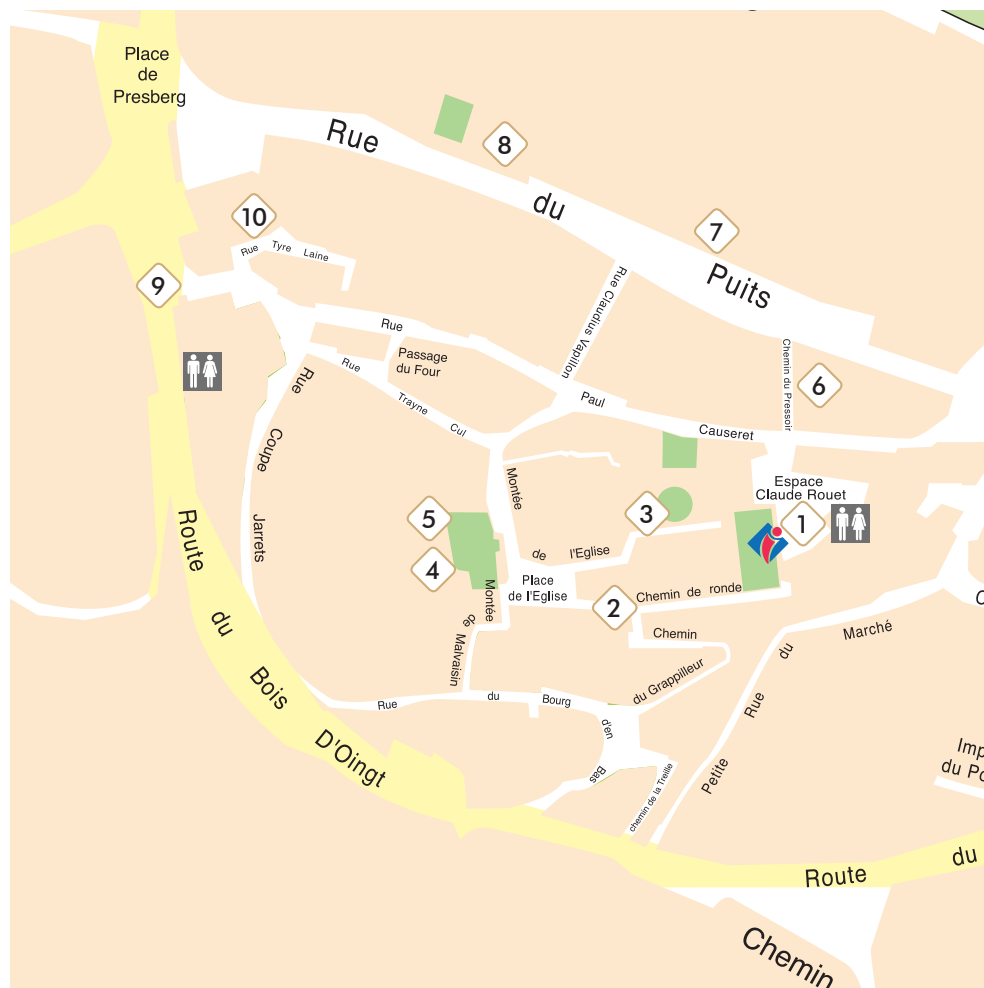 Place
de
Presberg
Rue
du
Puits
8
7
10
9
Rue Tyre Laine
Rue Claudius Vapillon
Chemin du Pressoir
6
Rue
Paul
Causeret
Passage
du Four
Rue
Trayne
Cul
Rue
Coupe
Jarrets
Montée
de l'Eglise
Espace
Claude Rouet
1
3
5
4
Place
de l'Eglise
2
Chemin de ronde
Montée
de
Malvaisin
Chemin
du Grappilleur
Petite
Rue
du
Marché
Route
du
Bois
D'Oingt
Rue
du
Bourg
d'en
Bas
chemin de la Treille
Imp
du Po
Route
du
Chemin